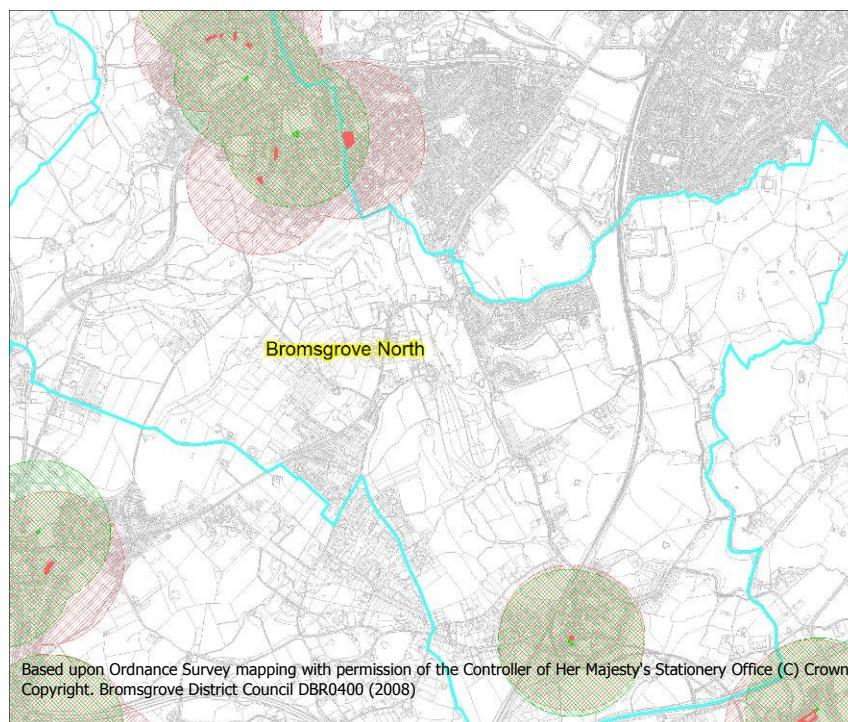 Bromsgrove North
Based upon Ordnance Survey mapping with permission of the Controller of Her Majesty's Stationery Office (C) Crown
Copyright. Bromsgrove District Council DBR0400 (2008)